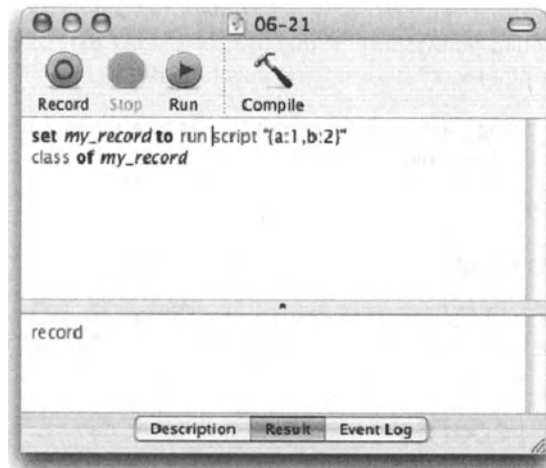 06-21
Record Stop Run Compile
set my_record to run script "{a:1,b:2}"
class of my_record
record
Description Result Event Log